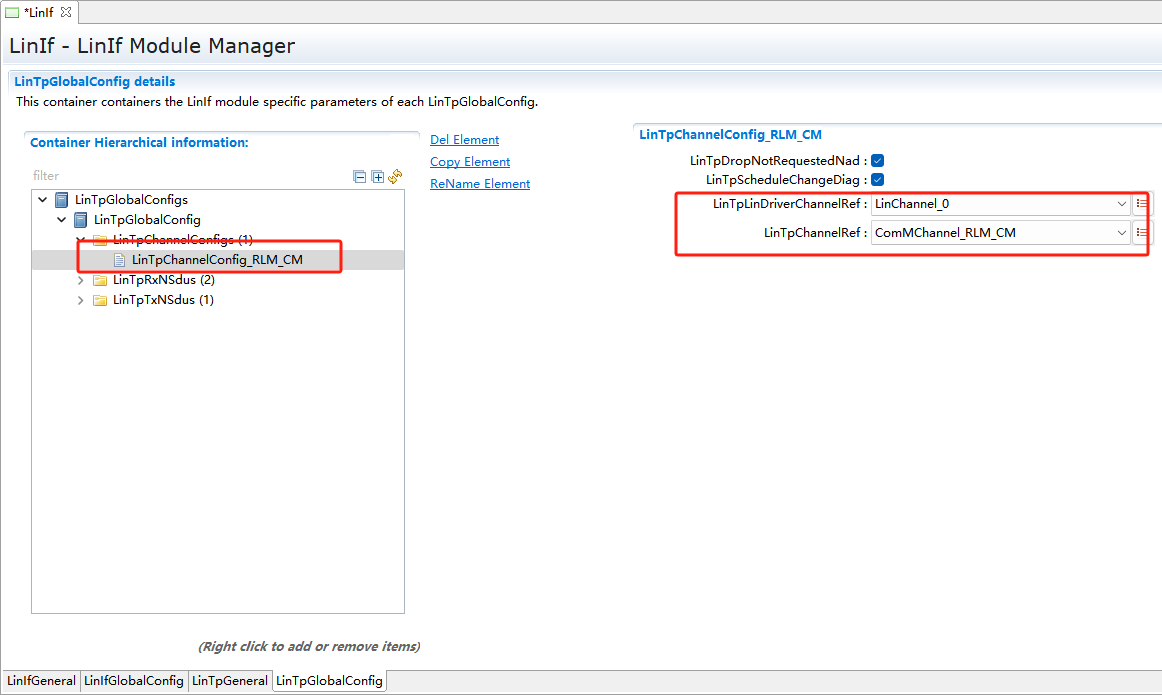 *LinIf
LinIf - LinIf Module Manager
LinTpGlobalConfig details
This container containers the LinIf module specific parameters of each LinTpGlobalConfig.
Container Hierarchical information:
filter
LinTpGlobalConfigs
LinTpGlobalConfig
LinTpChannelConfigs (1)
LinTpChannelConfig_RLM_CM
LinTpRxNSdus (2)
LinTpTxNSdus (1)
Del Element
Copy Element
ReName Element
LinTpChannelConfig_RLM_CM
LinTpDropNotRequestedNad :
LinTpScheduleChangeDiag :
LinTpLinDriverChannelRef : LinChannel_0
LinTpChannelRef : ComMChannel_RLM_CM
(Right click to add or remove items)
LinIfGeneral LinIfGlobalConfig LinTpGeneral LinTpGlobalConfig